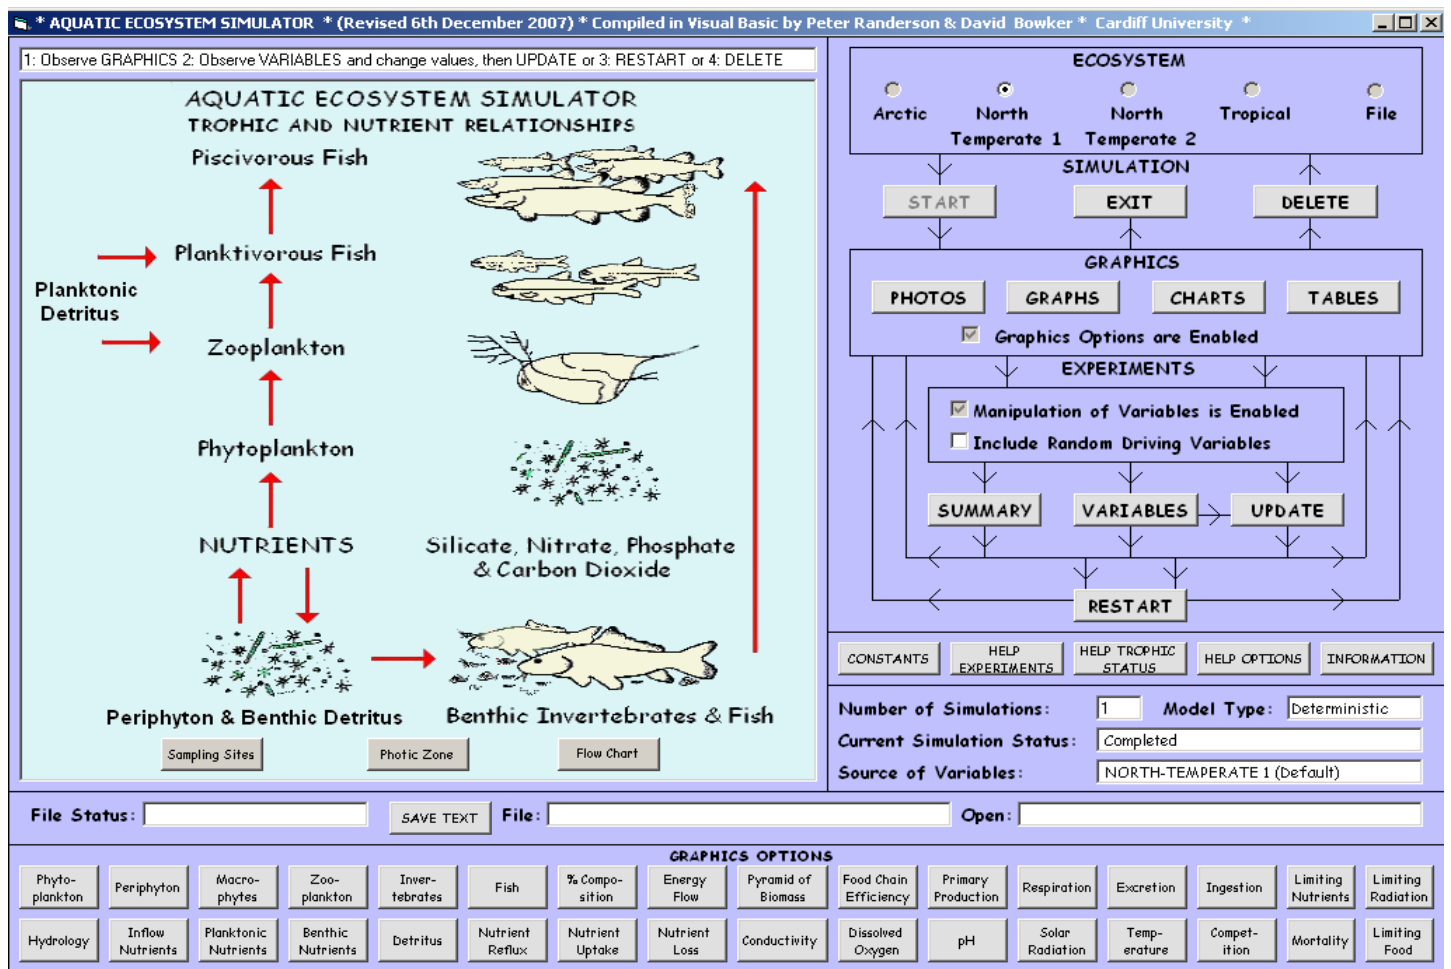 * AQUATIC ECOSYSTEM SIMULATOR * (Revised 6th December 2007) * Compiled in Visual Basic by Peter Randerson & David Bowker * Cardiff University *
1: Observe GRAPHICS 2: Observe VARIABLES and change values, then UPDATE or 3: RESTART or 4: DELETE
AQUATIC ECOSYSTEM SIMULATOR
TROPHIC AND NUTRIENT RELATIONSHIPS
Piscivorous Fish
Planktivorous Fish
Planktonic
Detritus
Zooplankton
Phytoplankton
NUTRIENTS
Silicate, Nitrate, Phosphate
& Carbon Dioxide
Periphyton & Benthic Detritus
Benthic Invertebrates & Fish
Sampling Sites
Photic Zone
Flow Chart
ECOSYSTEM
Arctic
North
Temperate 1
North
Temperate 2
Tropical
File
SIMULATION
START
EXIT
DELETE
GRAPHICS
PHOTOS
GRAPHS
CHARTS
TABLES
Graphics Options are Enabled
EXPERIMENTS
Manipulation of Variables is Enabled
Include Random Driving Variables
SUMMARY
VARIABLES
UPDATE
RESTART
CONSTANTS
HELP
EXPERIMENTS
HELP TROPHIC
STATUS
HELP OPTIONS
INFORMATION
Number of Simulations: 1 Model Type: Deterministic
Current Simulation Status: Completed
Source of Variables: NORTH-TEMPERATE 1 (Default)
File Status: SAVE TEXT File: Open:
GRAPHICS OPTIONS
Phyto-
plankton
Periphyton
Macro-
phytes
Zoo-
plankton
Inver-
tebrates
Fish
% Compo-
sition
Energy
Flow
Pyramid of
Biomass
Food Chain
Efficiency
Primary
Production
Respiration
Excretion
Ingestion
Limiting
Nutrients
Limiting
Radiation
Hydrology
Inflow
Nutrients
Planktonic
Nutrients
Benthic
Nutrients
Detritus
Nutrient
Reflux
Nutrient
Uptake
Nutrient
Loss
Conductivity
Dissolved
Oxygen
pH
Solar
Radiation
Temp-
erature
Compet-
ition
Mortality
Limiting
Food